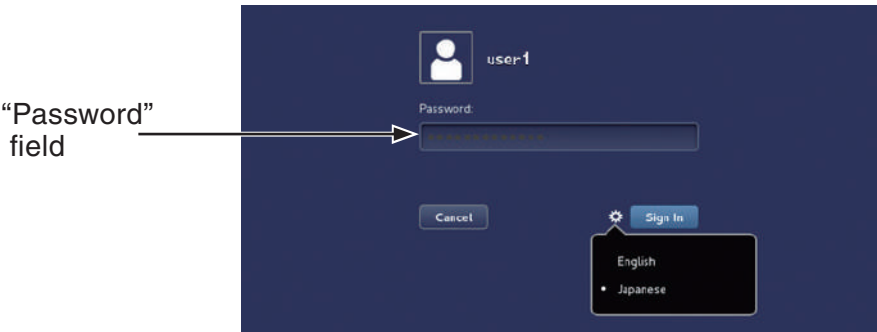 user1
Password:
“Password”
field
Cancel
Sign In
English
• Japanese